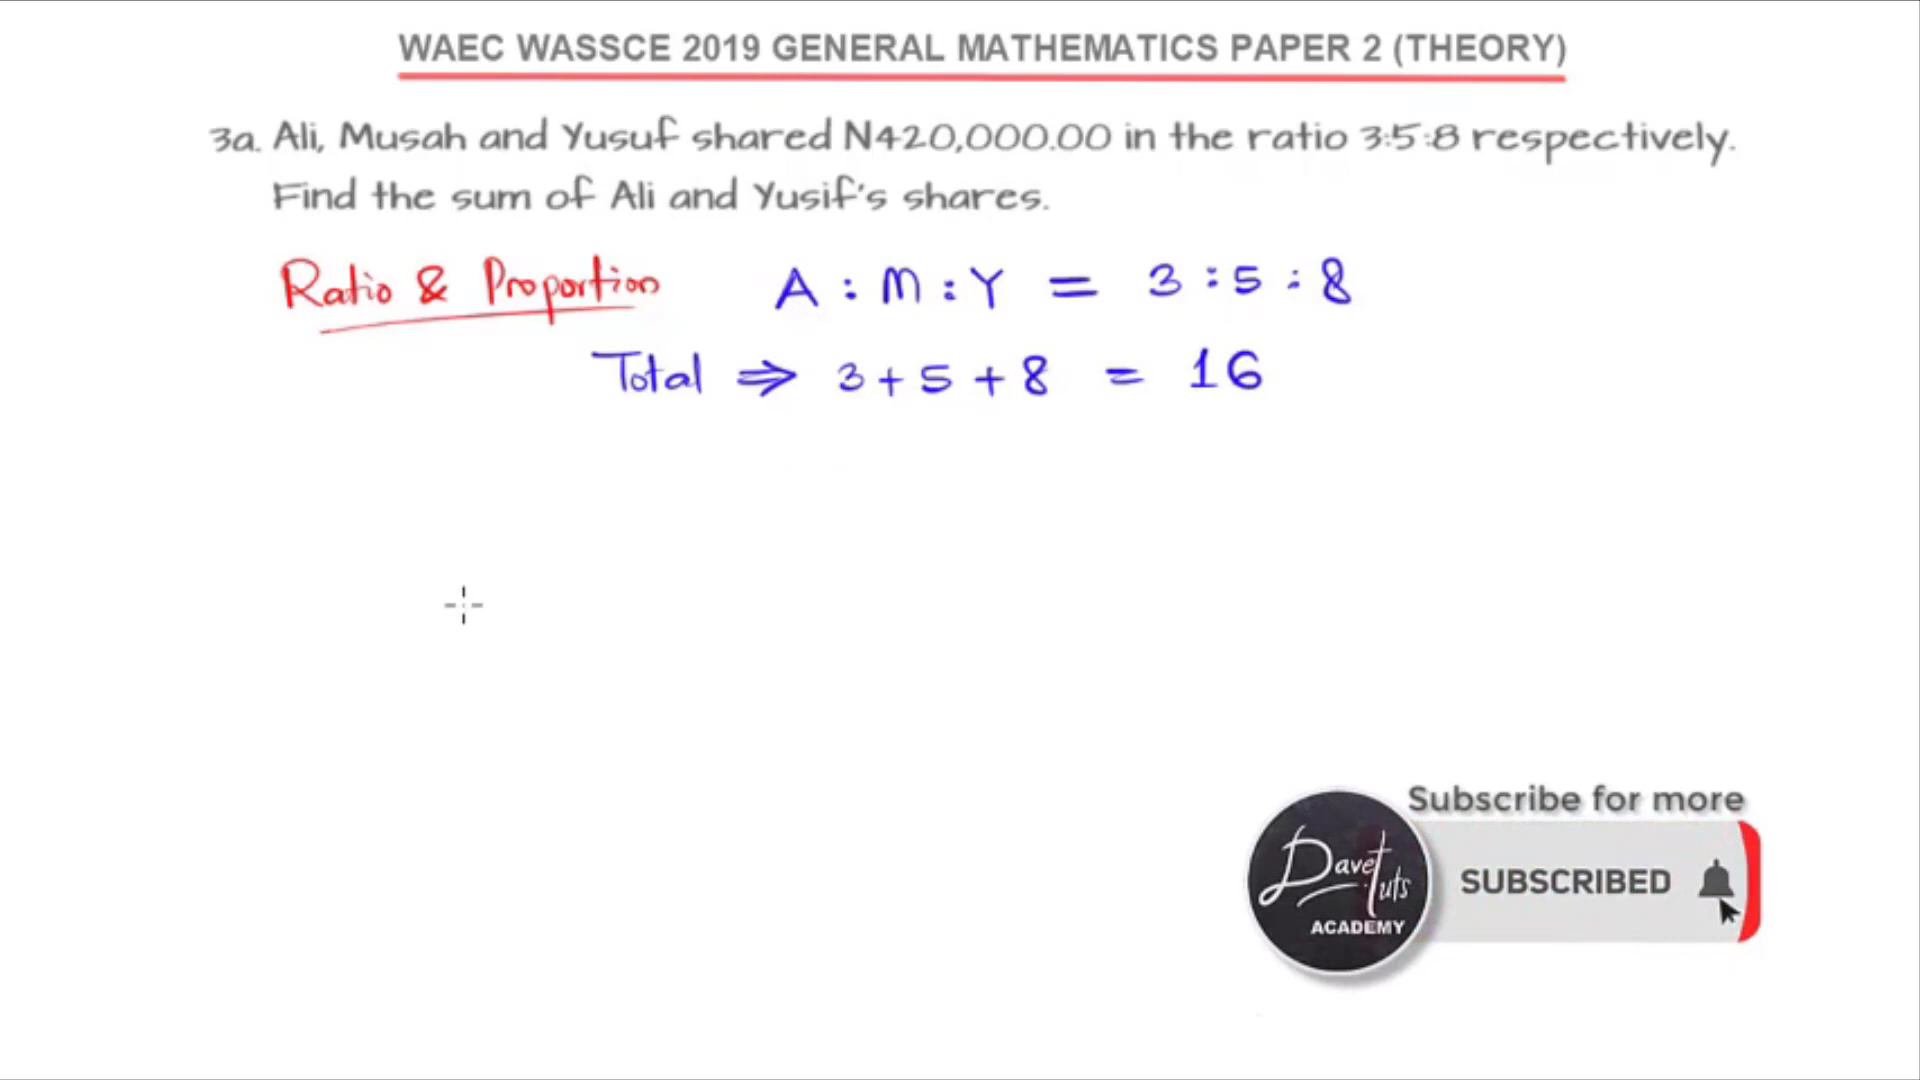 WAEC WASSCE 2019 GENERAL MATHEMATICS PAPER 2 (THEORY)
3a. Ali, Musah and Yusuf shared N420,000.00 in the ratio 3:5:8 respectively.
Find the sum of Ali and Yusif's shares.
Ratio & Proportion
A : M : Y = 3 : 5 : 8
Total ⇒ 3 + 5 + 8 = 16
Subscribe for more
Dave Tuts
ACADEMY
SUBSCRIBED